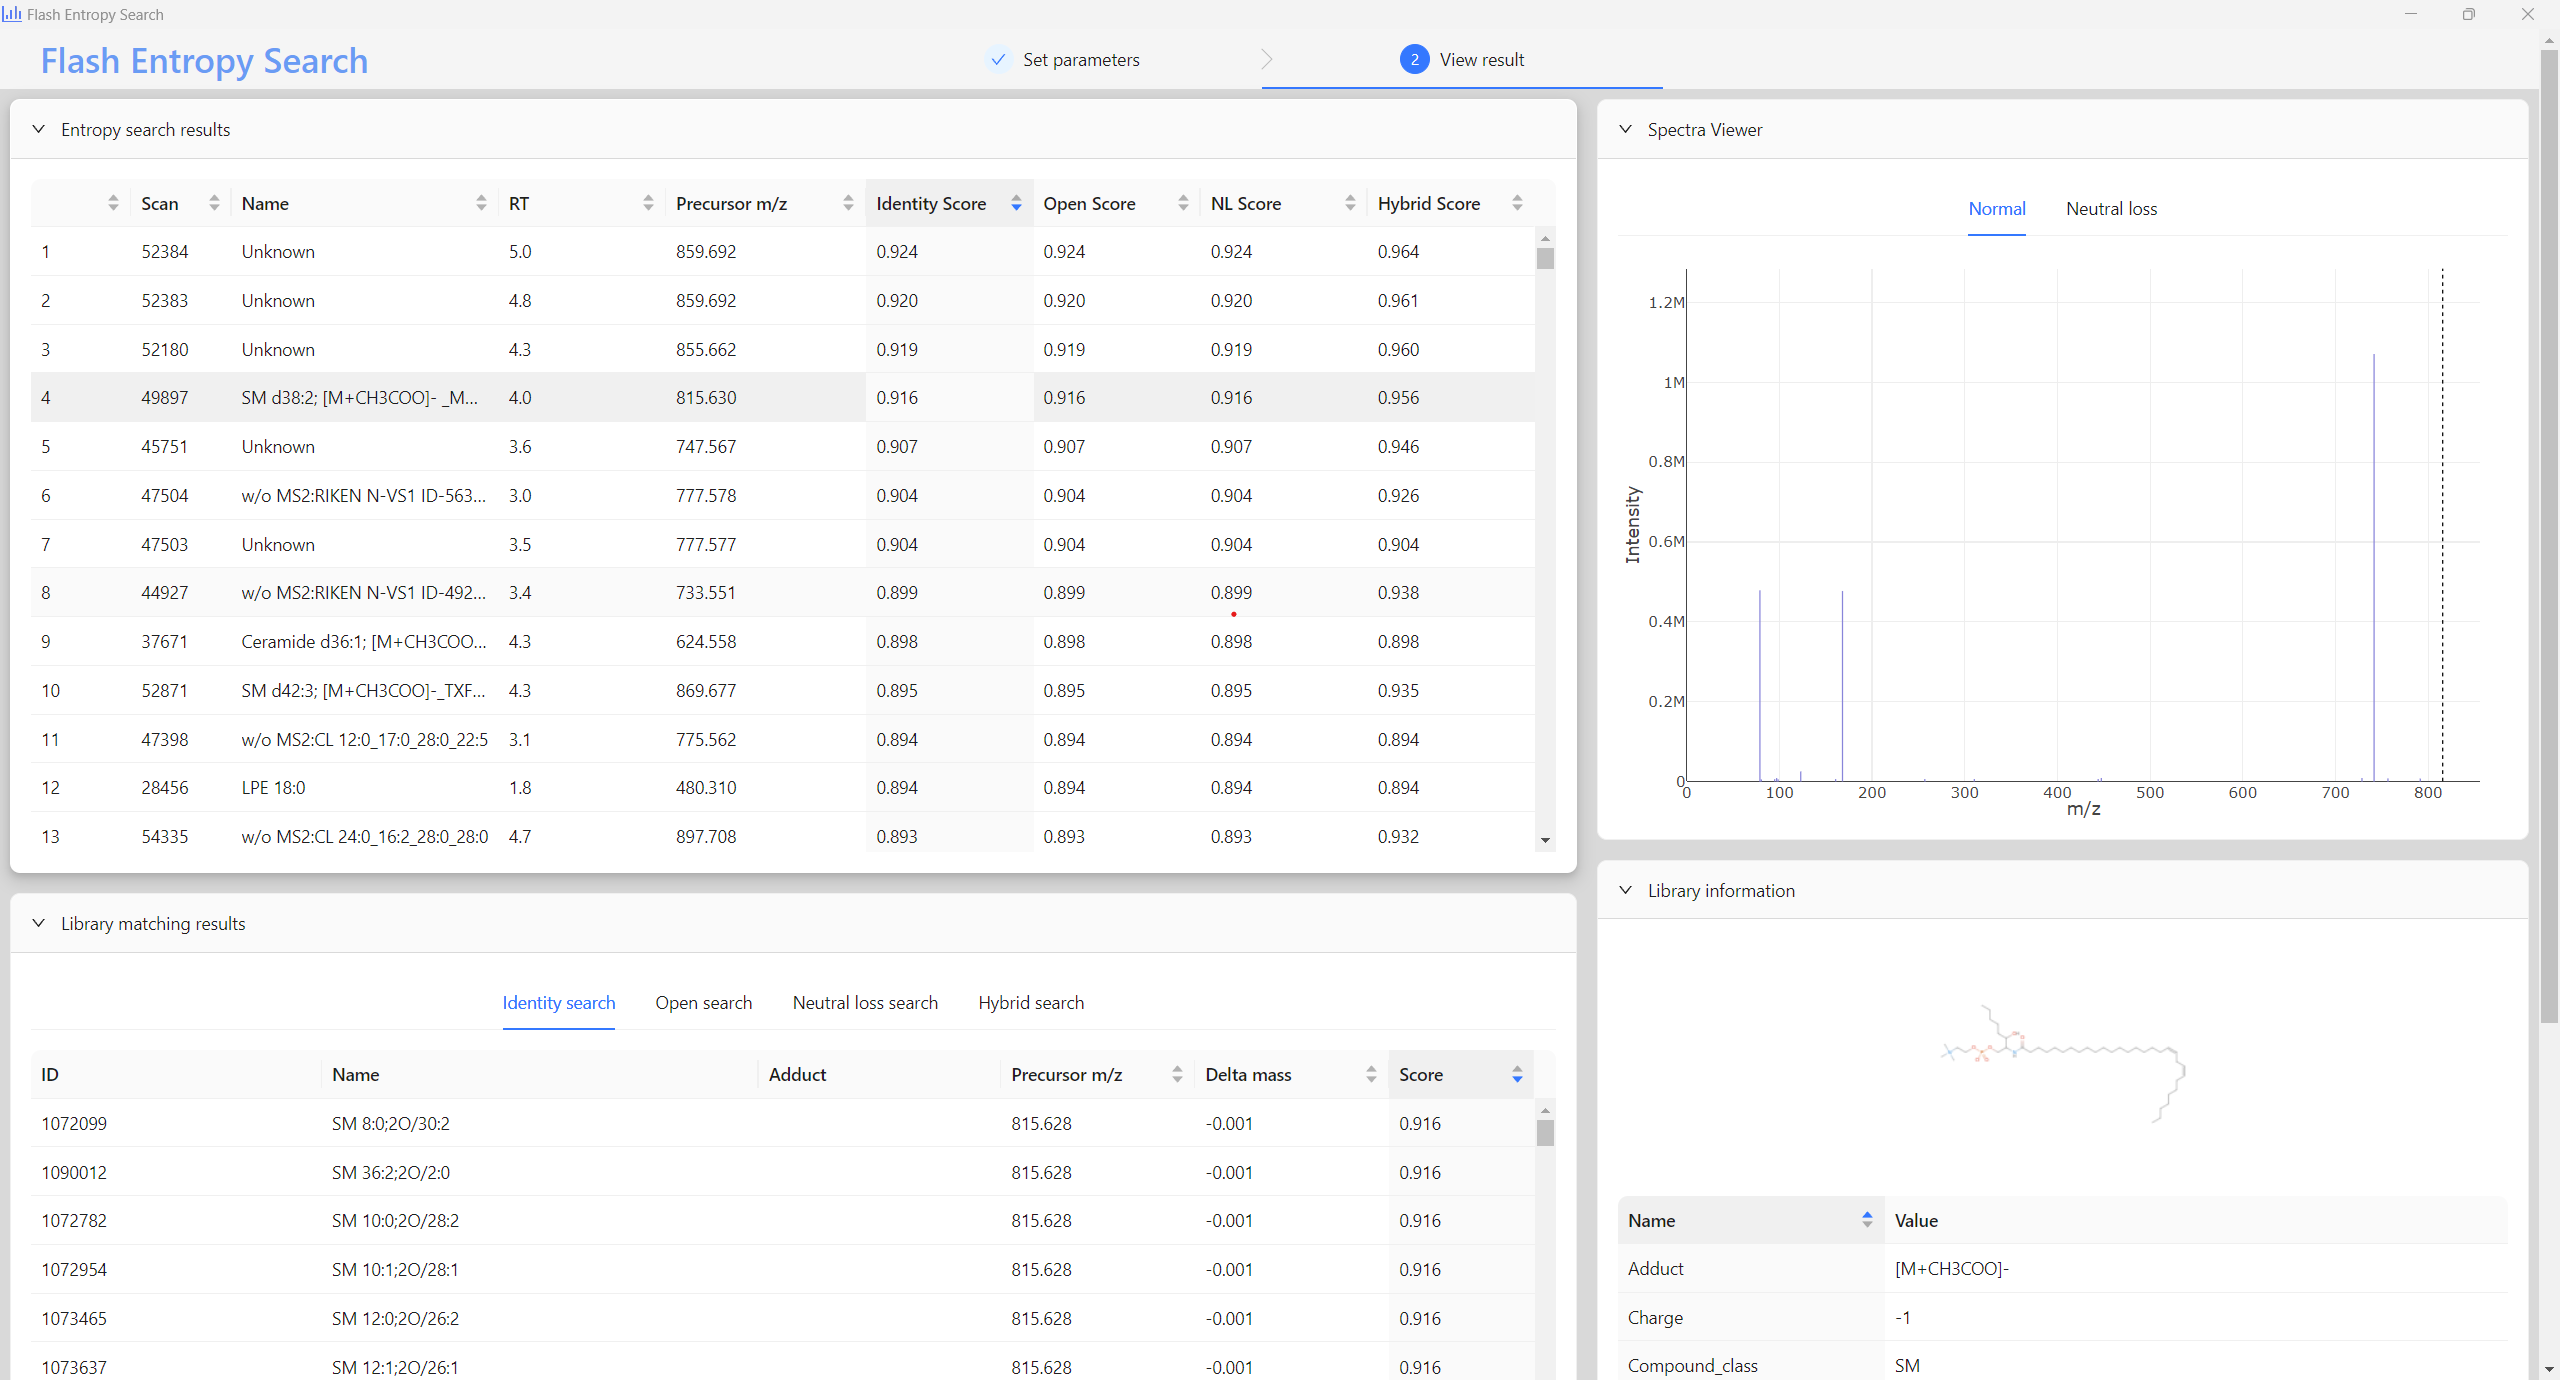 Flash Entropy Search
Flash Entropy Search
Set parameters
2 View result
Entropy search results
Scan Name RT Precursor m/z Identity Score Open Score NL Score Hybrid Score
1 52384 Unknown 5.0 859.692 0.924 0.924 0.924 0.964
2 52383 Unknown 4.8 859.692 0.920 0.920 0.920 0.961
3 52180 Unknown 4.3 855.662 0.919 0.919 0.919 0.960
4 49897 SM d38:2; [M+CH3COO]- _M... 4.0 815.630 0.916 0.916 0.916 0.956
5 45751 Unknown 3.6 747.567 0.907 0.907 0.907 0.946
6 47504 w/o MS2:RIKEN N-VS1 ID-563... 3.0 777.578 0.904 0.904 0.904 0.926
7 47503 Unknown 3.5 777.577 0.904 0.904 0.904 0.904
8 44927 w/o MS2:RIKEN N-VS1 ID-492... 3.4 733.551 0.899 0.899 0.899 0.938
9 37671 Ceramide d36:1; [M+CH3COO... 4.3 624.558 0.898 0.898 0.898 0.898
10 52871 SM d42:3; [M+CH3COO]-_TXF... 4.3 869.677 0.895 0.895 0.895 0.935
11 47398 w/o MS2:CL 12:0_17:0_28:0_22:5 3.1 775.562 0.894 0.894 0.894 0.894
12 28456 LPE 18:0 1.8 480.310 0.894 0.894 0.894 0.894
13 54335 w/o MS2:CL 24:0_16:2_28:0_28:0 4.7 897.708 0.893 0.893 0.893 0.932
Library matching results
Identity search Open search Neutral loss search Hybrid search
ID Name Adduct Precursor m/z Delta mass Score
1072099 SM 8:0;2O/30:2 815.628 -0.001 0.916
1090012 SM 36:2;2O/2:0 815.628 -0.001 0.916
1072782 SM 10:0;2O/28:2 815.628 -0.001 0.916
1072954 SM 10:1;2O/28:1 815.628 -0.001 0.916
1073465 SM 12:0;2O/26:2 815.628 -0.001 0.916
1073637 SM 12:1;2O/26:1 815.628 -0.001 0.916
Spectra Viewer
Normal Neutral loss
1.2M
1M
0.8M
0.6M
0.4M
0.2M
0
Intensity
0 100 200 300 400 500 600 700 800
m/z
Library information
Name Value
Adduct [M+CH3COO]-
Charge -1
Compound_class SM